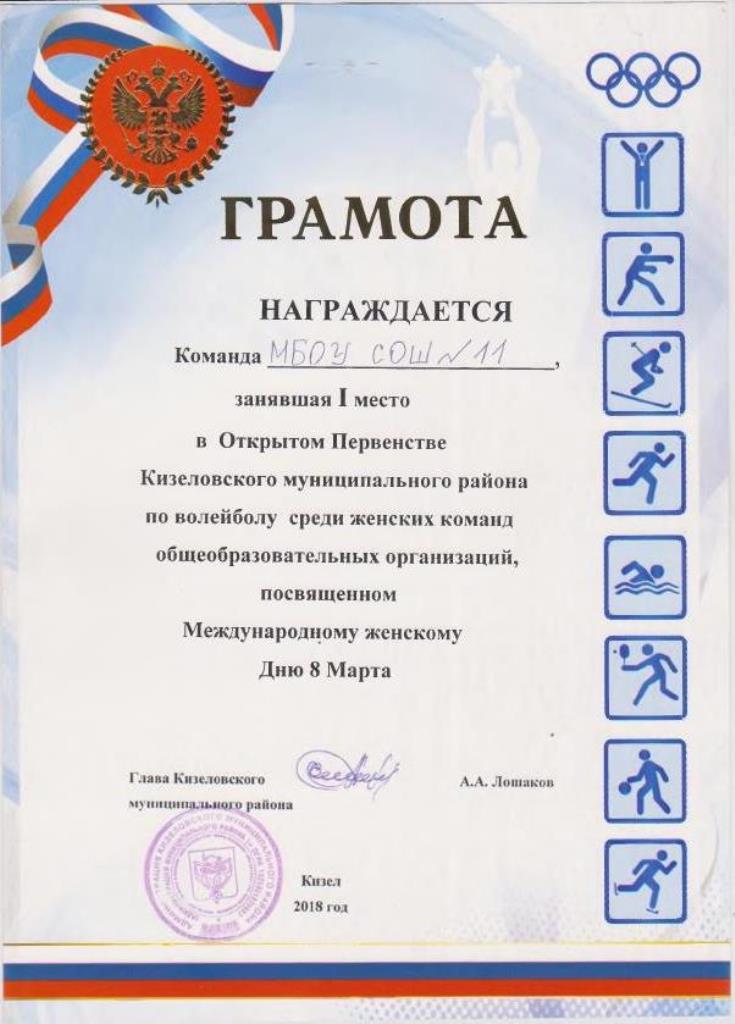 ГРАМОТА
НАГРАЖДАЕТСЯ
Команда МБОУ СОШ №11,
занявшая I место
в Открытом Первенстве
Кизеловского муниципального района
по волейболу среди женских команд
общеобразовательных организаций,
посвященном
Международному женскому
Дню 8 Марта
Глава Кизеловского
муниципального района
А.А. Лошаков
Кизел
2018 год